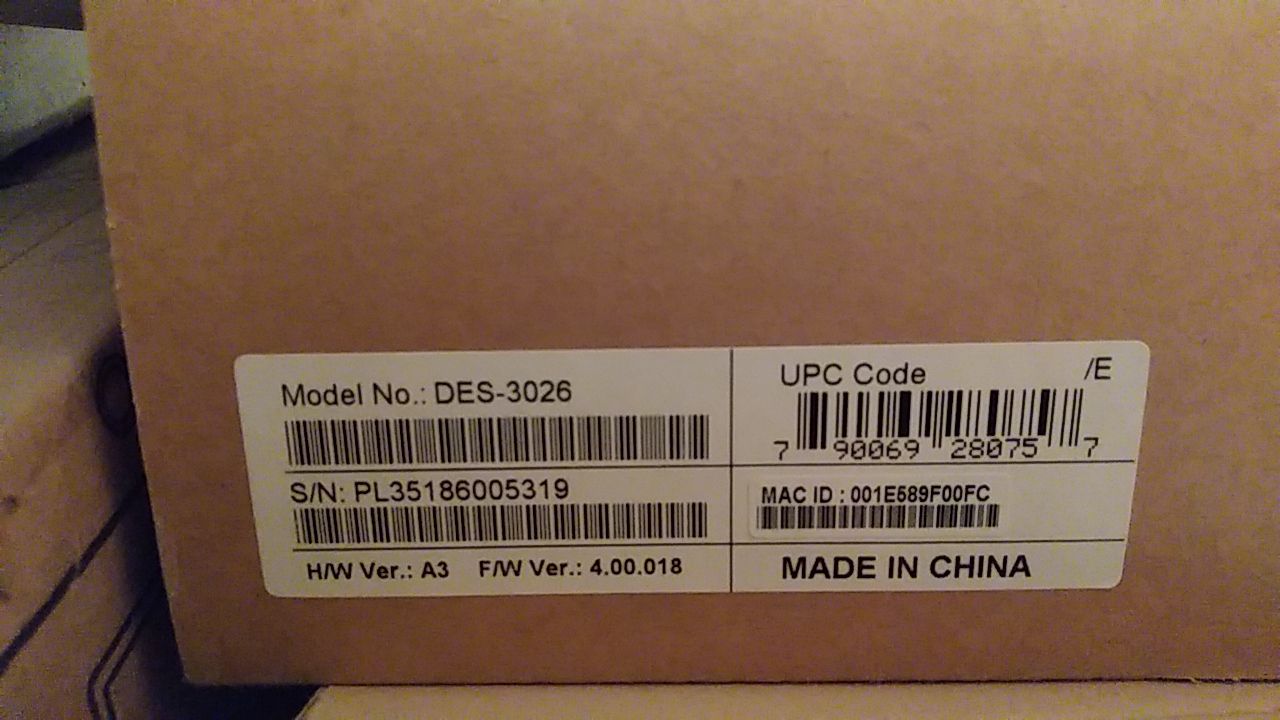 Model No.: DES-3026
S/N: PL35186005319
H/W Ver.: A3 F/W Ver.: 4.00.018
UPC Code /E
7 90069 28075 7
MAC ID : 001E589F00FC
MADE IN CHINA